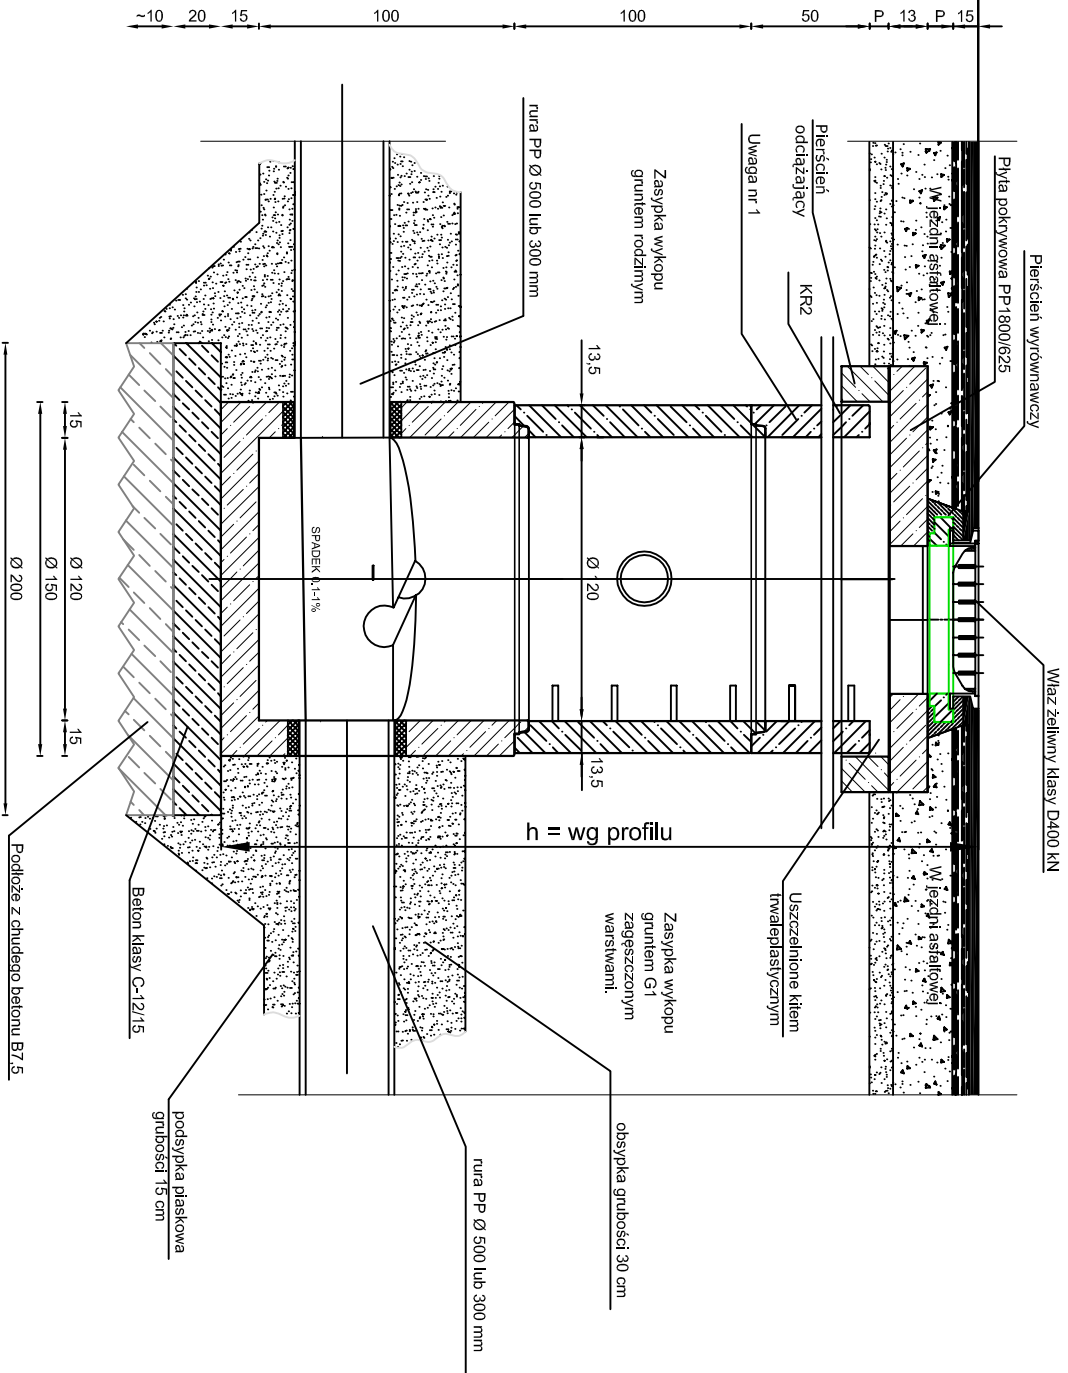 ~10 20 15 100 100 50 P 13 P 15
Właz żeliwny klasy D400 kN
Pierścień wyrównawczy
Płyta pokrywowa PP1800/625
W jezdni asfaltowej
W jezdni asfaltowej
Pierścień
odciążający
KR2
Uszczelnione kitem
trwaleplastycznym
Uwaga nr 1
Zasypka wykopu
gruntem rodzimym
Zasypka wykopu
gruntem G1
zagęszczonym
warstwami.
13,5
Ø 120
13,5
h = wg profilu
rura PP Ø 500 lub 300 mm
obsypka grubości 30 cm
rura PP Ø 500 lub 300 mm
SPADEK 0,1-1%
podsypka piaskowa
grubości 15 cm
Beton klasy C-12/15
Podłoże z chudego betonu B7,5
15
Ø 120
15
Ø 150
Ø 200